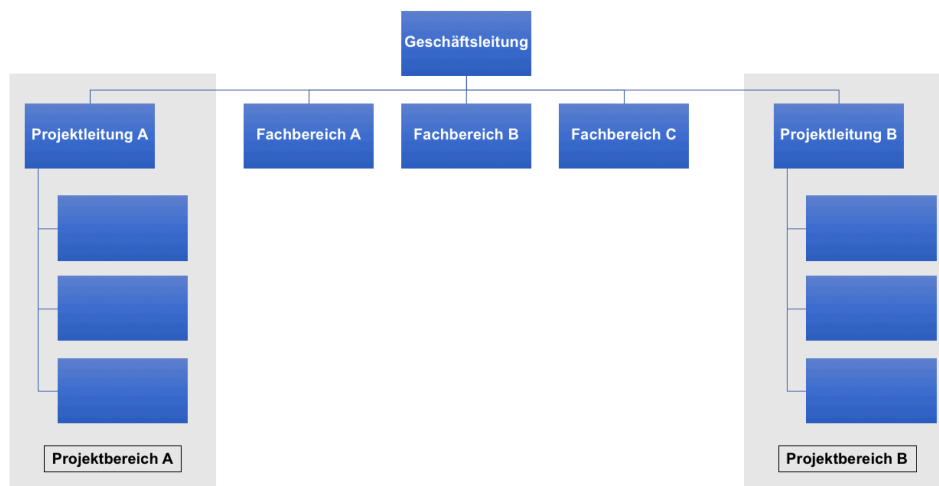 Geschäftsleitung
Projektleitung A
Fachbereich A
Fachbereich B
Fachbereich C
Projektleitung B
Projektbereich A
Projektbereich B